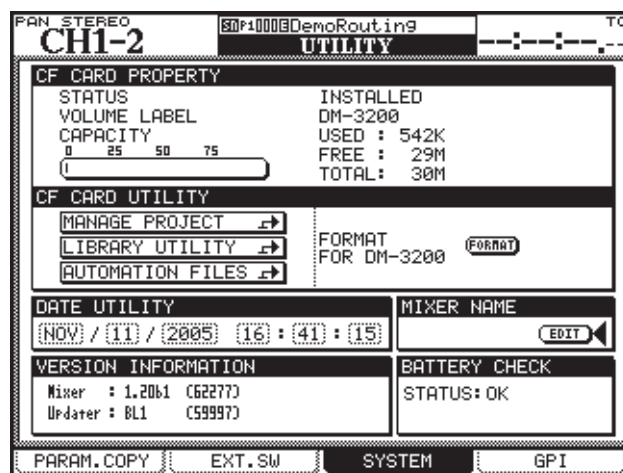 PAN STEREO
CH1-2
P1000 DemoRouting
UTILITY
TC
--:--:--.--
CF CARD PROPERTY
STATUS INSTALLED
VOLUME LABEL DM-3200
CAPACITY USED : 542K
0 25 50 75 FREE : 29M
TOTAL: 30M
CF CARD UTILITY
MANAGE PROJECT
LIBRARY UTILITY
AUTOMATION FILES
FORMAT
FOR DM-3200
FORMAT
DATE UTILITY
NOV / 11 / 2005 16 : 41 : 15
MIXER NAME
EDIT
VERSION INFORMATION
Mixer : 1.20b1 (62277)
Updater : BL1 (59997)
BATTERY CHECK
STATUS: OK
PARAM.COPY EXT.SW SYSTEM GPI